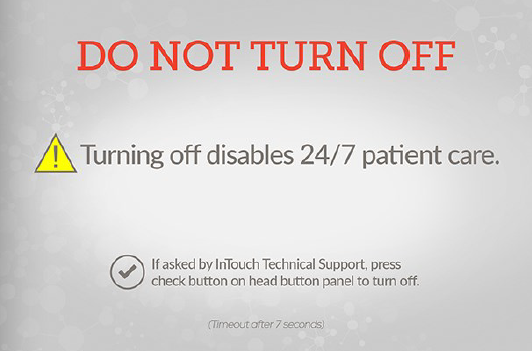 DO NOT TURN OFF
Turning off disables 24/7 patient care.
If asked by InTouch Technical Support, press
check button on head button panel to turn off.
(Timeout after 7 seconds)